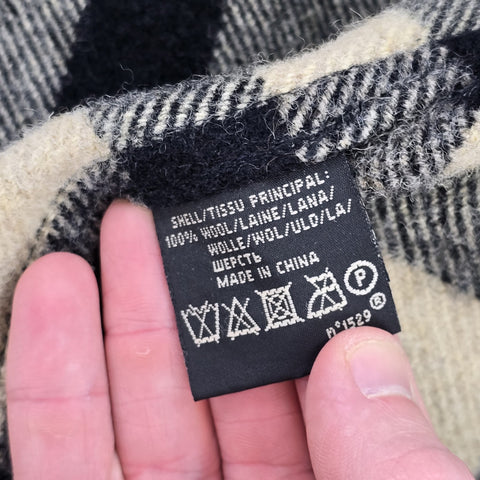 SHELL/TISSU PRINCIPAL:
100% WOOL/LAINE/LANA/
WOLLE/WOL/ULD/LA/
ШЕРСТЬ
MADE IN CHINA
P
®
M°1529